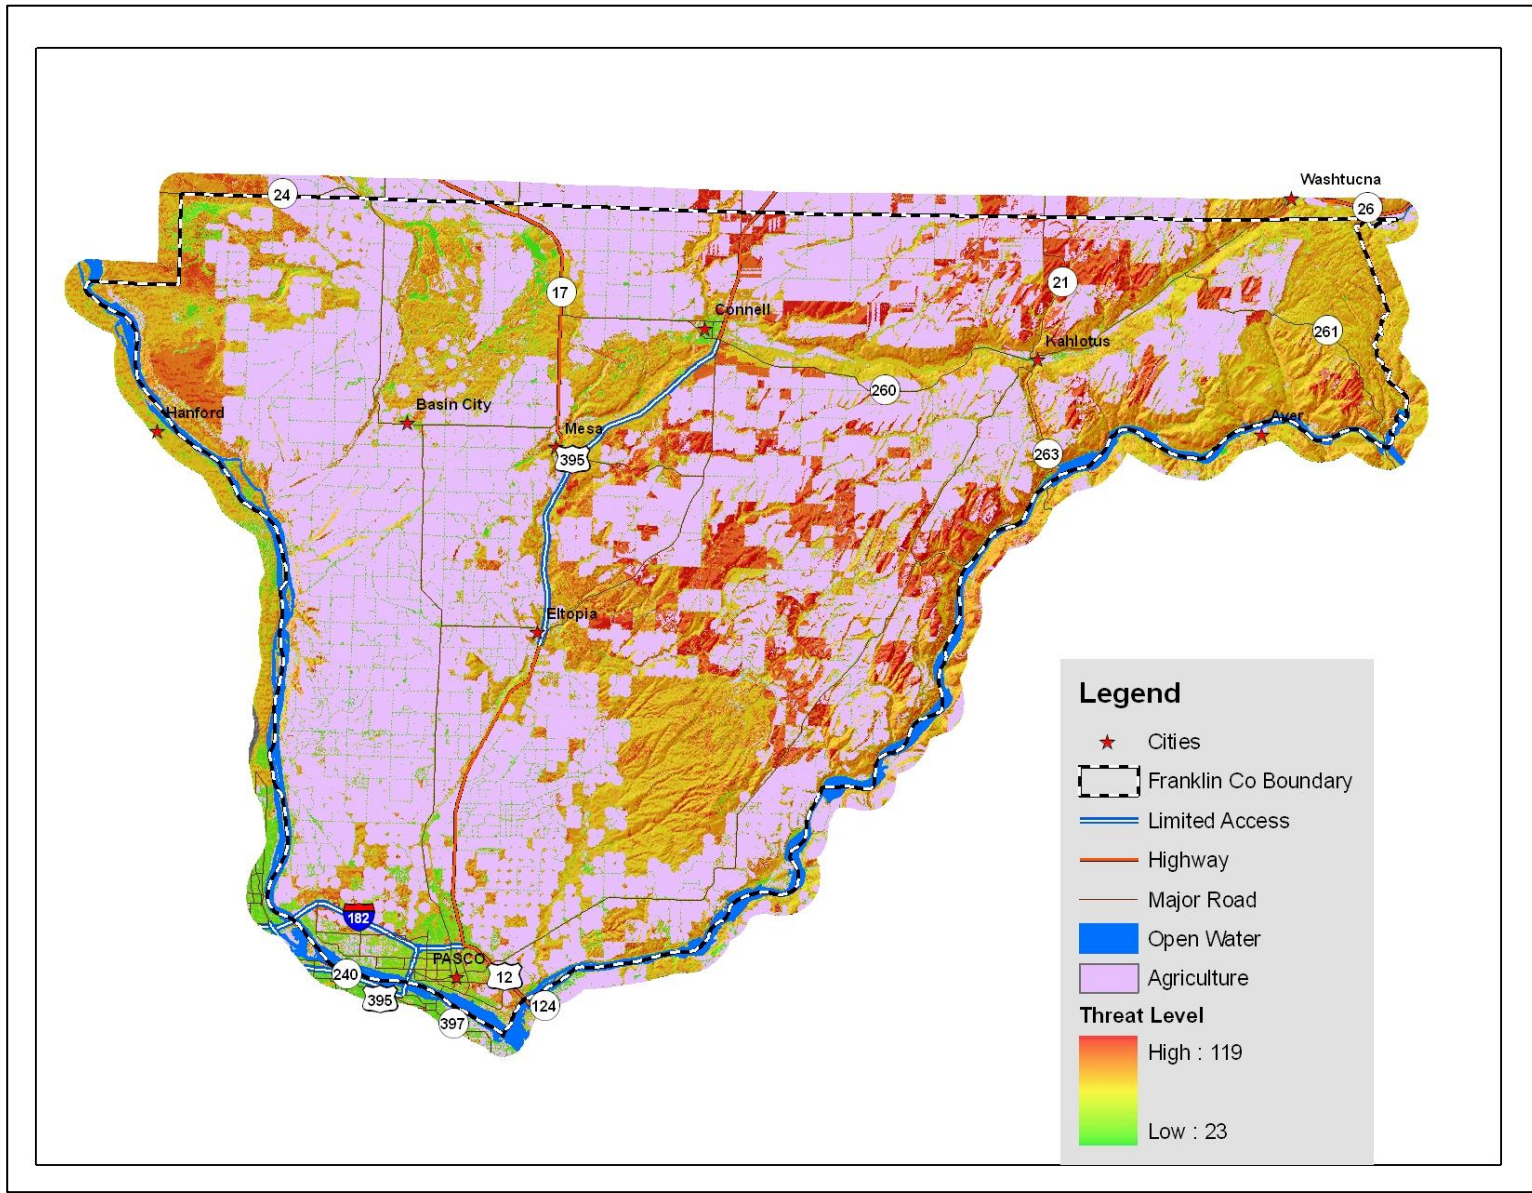 Washtucna
24
26
17
21
Connell
261
Kahlotus
260
Hanford
Basin City
Ayer
Mesa
395
263
Eltopia
182
PASCO
240
12
395
124
397
Legend
Cities
Franklin Co Boundary
Limited Access
Highway
Major Road
Open Water
Agriculture
Threat Level
High : 119
Low : 23